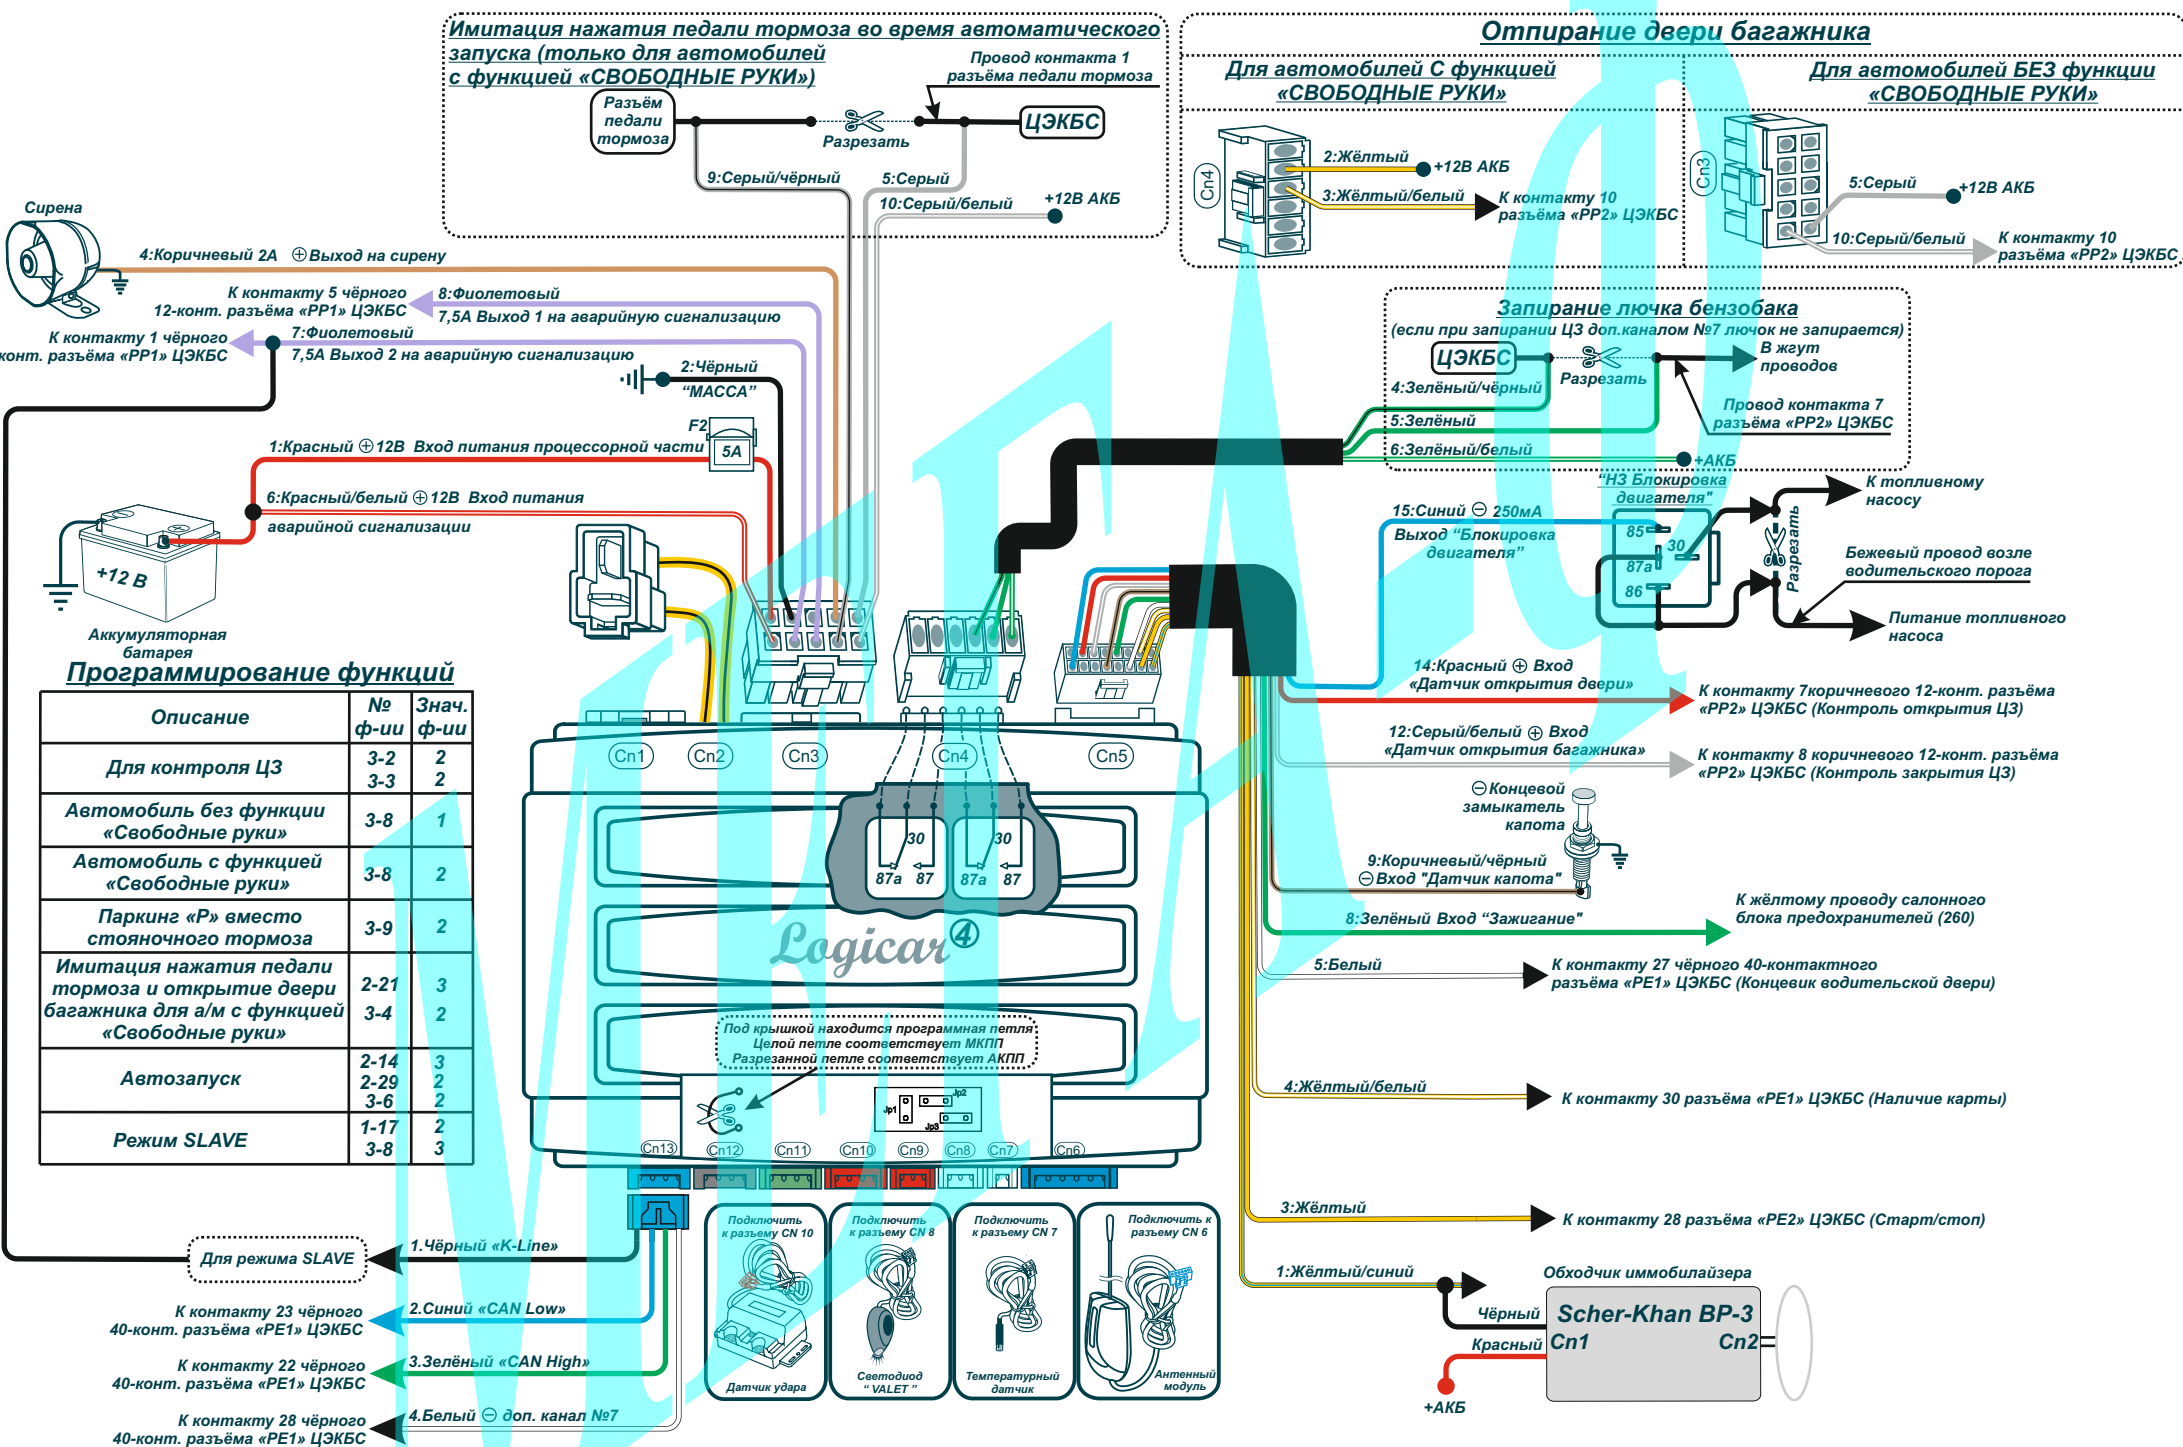 Имитация нажатия педали тормоза во время автоматического
запуска (только для автомобилей
с функцией «СВОБОДНЫЕ РУКИ»)
Провод контакта 1
разъёма педали тормоза
Разъём
педали
тормоза
Разрезать
ЦЭКБС
9:Серый/чёрный
5:Серый
10:Серый/белый
+12В АКБ
Отпирание двери багажника
Для автомобилей С функцией
«СВОБОДНЫЕ РУКИ»
Для автомобилей БЕЗ функции
«СВОБОДНЫЕ РУКИ»
Cn4
2:Жёлтый
+12В АКБ
3:Жёлтый/белый
К контакту 10
разъёма «PP2» ЦЭКБС
Cn3
5:Серый
+12В АКБ
10:Серый/белый
К контакту 10
разъёма «PP2» ЦЭКБС
Сирена
4:Коричневый 2А ⊕ Выход на сирену
К контакту 5 чёрного
12-конт. разъёма «PP1» ЦЭКБС
8:Фиолетовый
7,5А Выход 1 на аварийную сигнализацию
К контакту 1 чёрного
конт. разъёма «PP1» ЦЭКБС
7:Фиолетовый
7,5А Выход 2 на аварийную сигнализацию
2:Чёрный
“МАССА”
F2
5А
1:Красный ⊕ 12В Вход питания процессорной части
6:Красный/белый ⊕ 12В Вход питания
аварийной сигнализации
+12 В
Аккумуляторная
батарея
Запирание лючка бензобака
(если при запирании ЦЗ доп.каналом №7 лючок не запирается)
ЦЭКБС
Разрезать
В жгут
проводов
4:Зелёный/чёрный
5:Зелёный
6:Зелёный/белый
Провод контакта 7
разъёма «PP2» ЦЭКБС
+АКБ
“НЗ Блокировка
двигателя"
15:Синий ⊖ 250мА
Выход “Блокировка
двигателя”
85
30
87а
86
К топливному
насосу
Разрезать
Бежевый провод возле
водительского порога
Питание топливного
насоса
14:Красный ⊕ Вход
«Датчик открытия двери»
К контакту 7коричневого 12-конт. разъёма
«PP2» ЦЭКБС (Контроль открытия ЦЗ)
12:Серый/белый ⊕ Вход
«Датчик открытия багажника»
К контакту 8 коричневого 12-конт. разъёма
«PP2» ЦЭКБС (Контроль закрытия ЦЗ)
⊖ Концевой
замыкатель
капота
9:Коричневый/чёрный
⊖ Вход "Датчик капота"
8:Зелёный Вход “Зажигание"
К жёлтому проводу салонного
блока предохранителей (260)
5:Белый
К контакту 27 чёрного 40-контактного
разъёма «PE1» ЦЭКБС (Концевик водительской двери)
4:Жёлтый/белый
К контакту 30 разъёма «PE1» ЦЭКБС (Наличие карты)
3:Жёлтый
К контакту 28 разъёма «PE2» ЦЭКБС (Старт/стоп)
1:Жёлтый/синий
Обходчик иммобилайзера
Чёрный
Красный
Scher-Khan BP-3
Cn1
Cn2
+АКБ
Программирование функций
Описание
№
ф-ии
Знач.
ф-ии
Для контроля ЦЗ
3-2 2
3-3 2
Автомобиль без функции
«Свободные руки»
3-8 1
Автомобиль с функцией
«Свободные руки»
3-8 2
Паркинг «Р» вместо
стояночного тормоза
3-9 2
Имитация нажатия педали
тормоза и открытие двери
багажника для а/м с функцией
«Свободные руки»
2-21 3
3-4 2
Автозапуск
2-14 3
2-29 2
3-6 2
Режим SLAVE
1-17 2
3-8 3
Cn1
Cn2
Cn3
Cn4
Cn5
30
87а 87
30
87а 87
Logicar 4
Под крышкой находится программная петля
Целой петле соответствует МКПП
Разрезанной петле соответствует АКПП
Jp1
Jp2
Jp3
Cn13
Cn12
Cn11
Cn10
Cn9
Cn8
Cn7
Cn6
Подключить
к разъему CN 10
Датчик удара
Подключить
к разъему CN 8
Светодиод
“ VALET ”
Подключить
к разъему CN 7
Температурный
датчик
Подключить к
разъему CN 6
Антенный
модуль
Для режима SLAVE
1.Чёрный «K-Line»
К контакту 23 чёрного
40-конт. разъёма «PE1» ЦЭКБС
2.Синий «CAN Low»
К контакту 22 чёрного
40-конт. разъёма «PE1» ЦЭКБС
3.Зелёный «CAN High»
К контакту 28 чёрного
40-конт. разъёма «PE1» ЦЭКБС
4.Белый ⊖ доп. канал №7